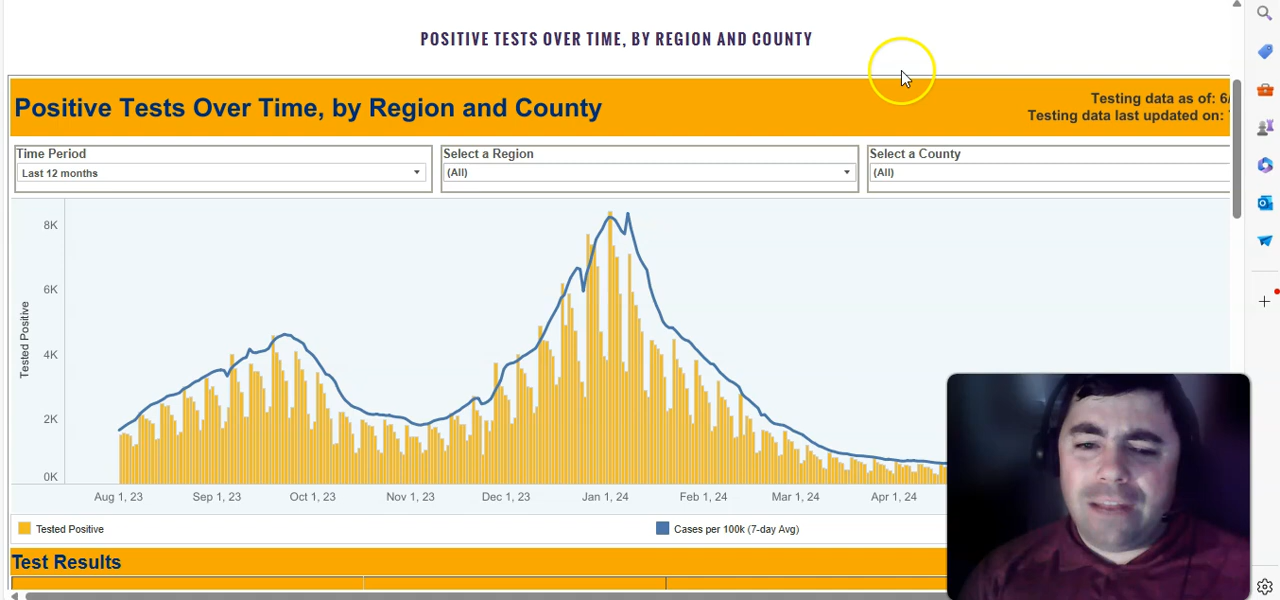 POSITIVE TESTS OVER TIME, BY REGION AND COUNTY
Positive Tests Over Time, by Region and County
Testing data as of: 6/
Testing data last updated on:
Time Period
Last 12 months
Select a Region
(All)
Select a County
(All)
Tested Positive
8K
6K
4K
2K
0K
Aug 1, 23
Sep 1, 23
Oct 1, 23
Nov 1, 23
Dec 1, 23
Jan 1, 24
Feb 1, 24
Mar 1, 24
Apr 1, 24
Tested Positive
Cases per 100k (7-day Avg)
Test Results